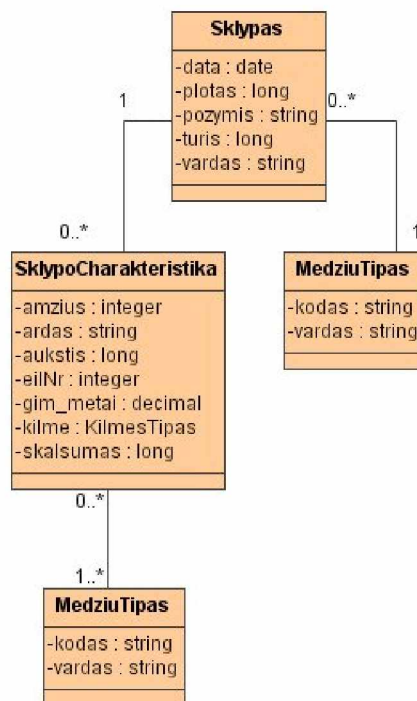 Sklypas
-data : date
-plotas : long
-pozymis : string
-turis : long
-vardas : string
1
0..*
0..*
1
SklypoCharakteristika
-amzius : integer
-ardas : string
-aukstis : long
-eilNr : integer
-gim_metai : decimal
-kilme : KilmesTipas
-skalsumas : long
MedziuTipas
-kodas : string
-vardas : string
0..*
1..*
MedziuTipas
-kodas : string
-vardas : string